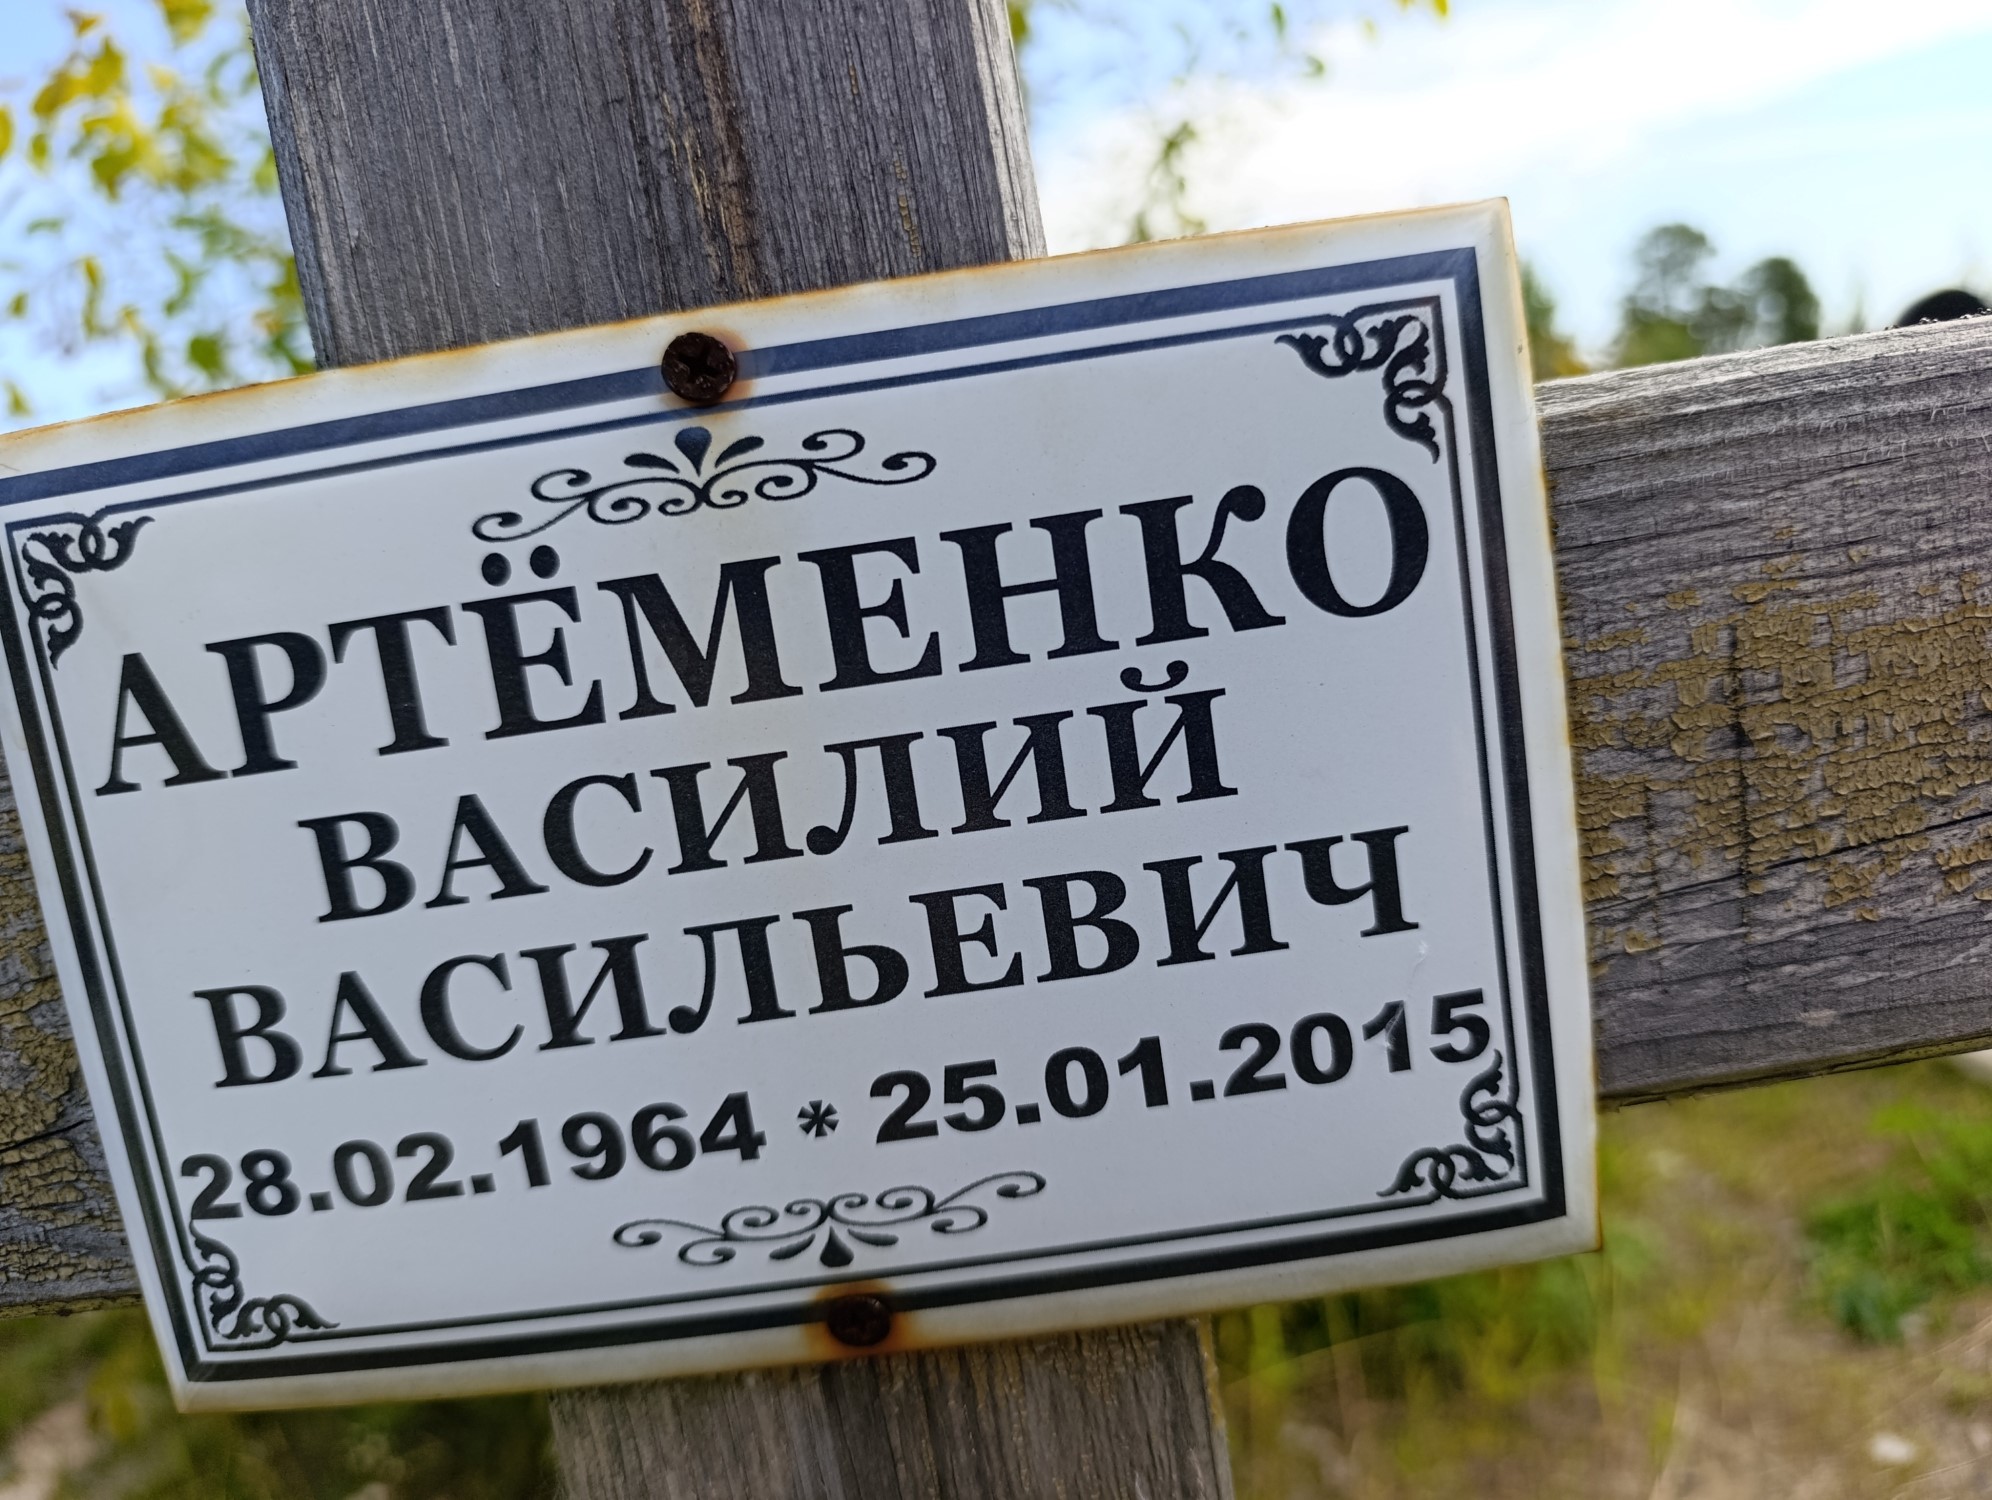 АРТЁМЕНКО
ВАСИЛИЙ
ВАСИЛЬЕВИЧ
28.02.1964 * 25.01.2015